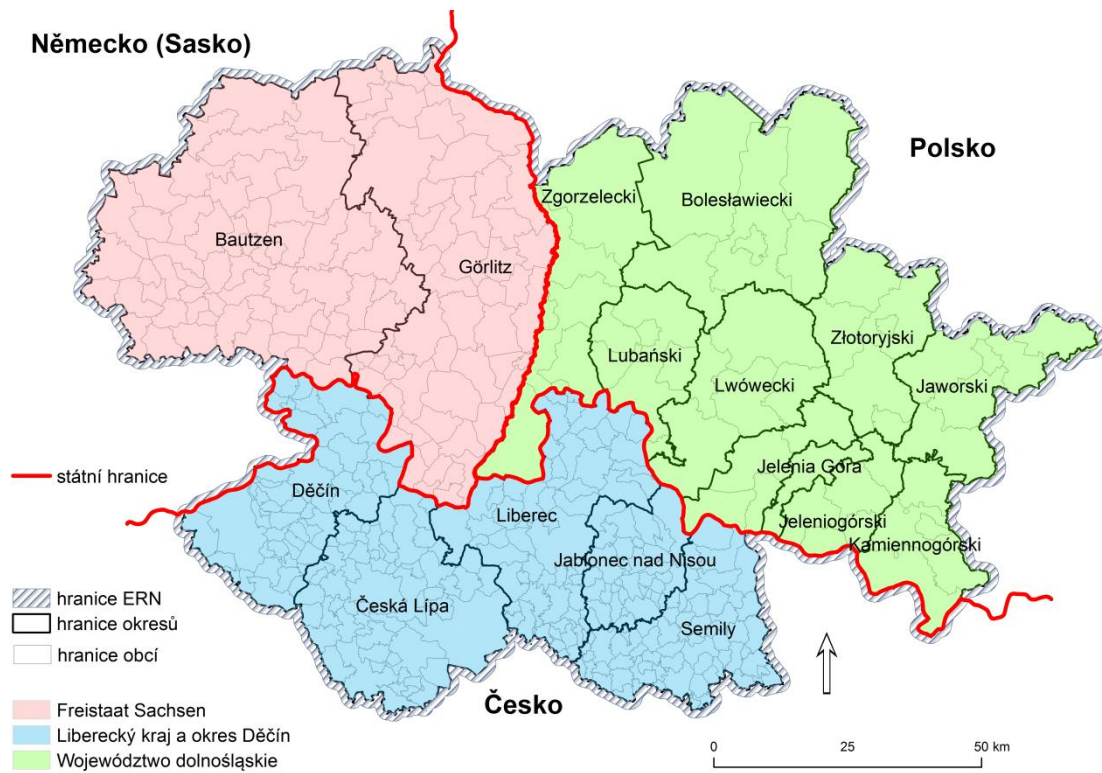 Německo (Sasko)
Polsko
Zgorzelecki
Bolesławiecki
Bautzen
Görlitz
Złotoryjski
Lubański
Lwówecki
Jaworski
Jelenia Góra
státní hranice
Děčín
Liberec
Jeleniogórski
Kamiennogórski
Jablonec nad Nisou
Česká Lípa
Semily
hranice ERN
hranice okresů
hranice obcí
Česko
Freistaat Sachsen
Liberecký kraj a okres Děčín
Województwo dolnośląskie
0 25 50 km